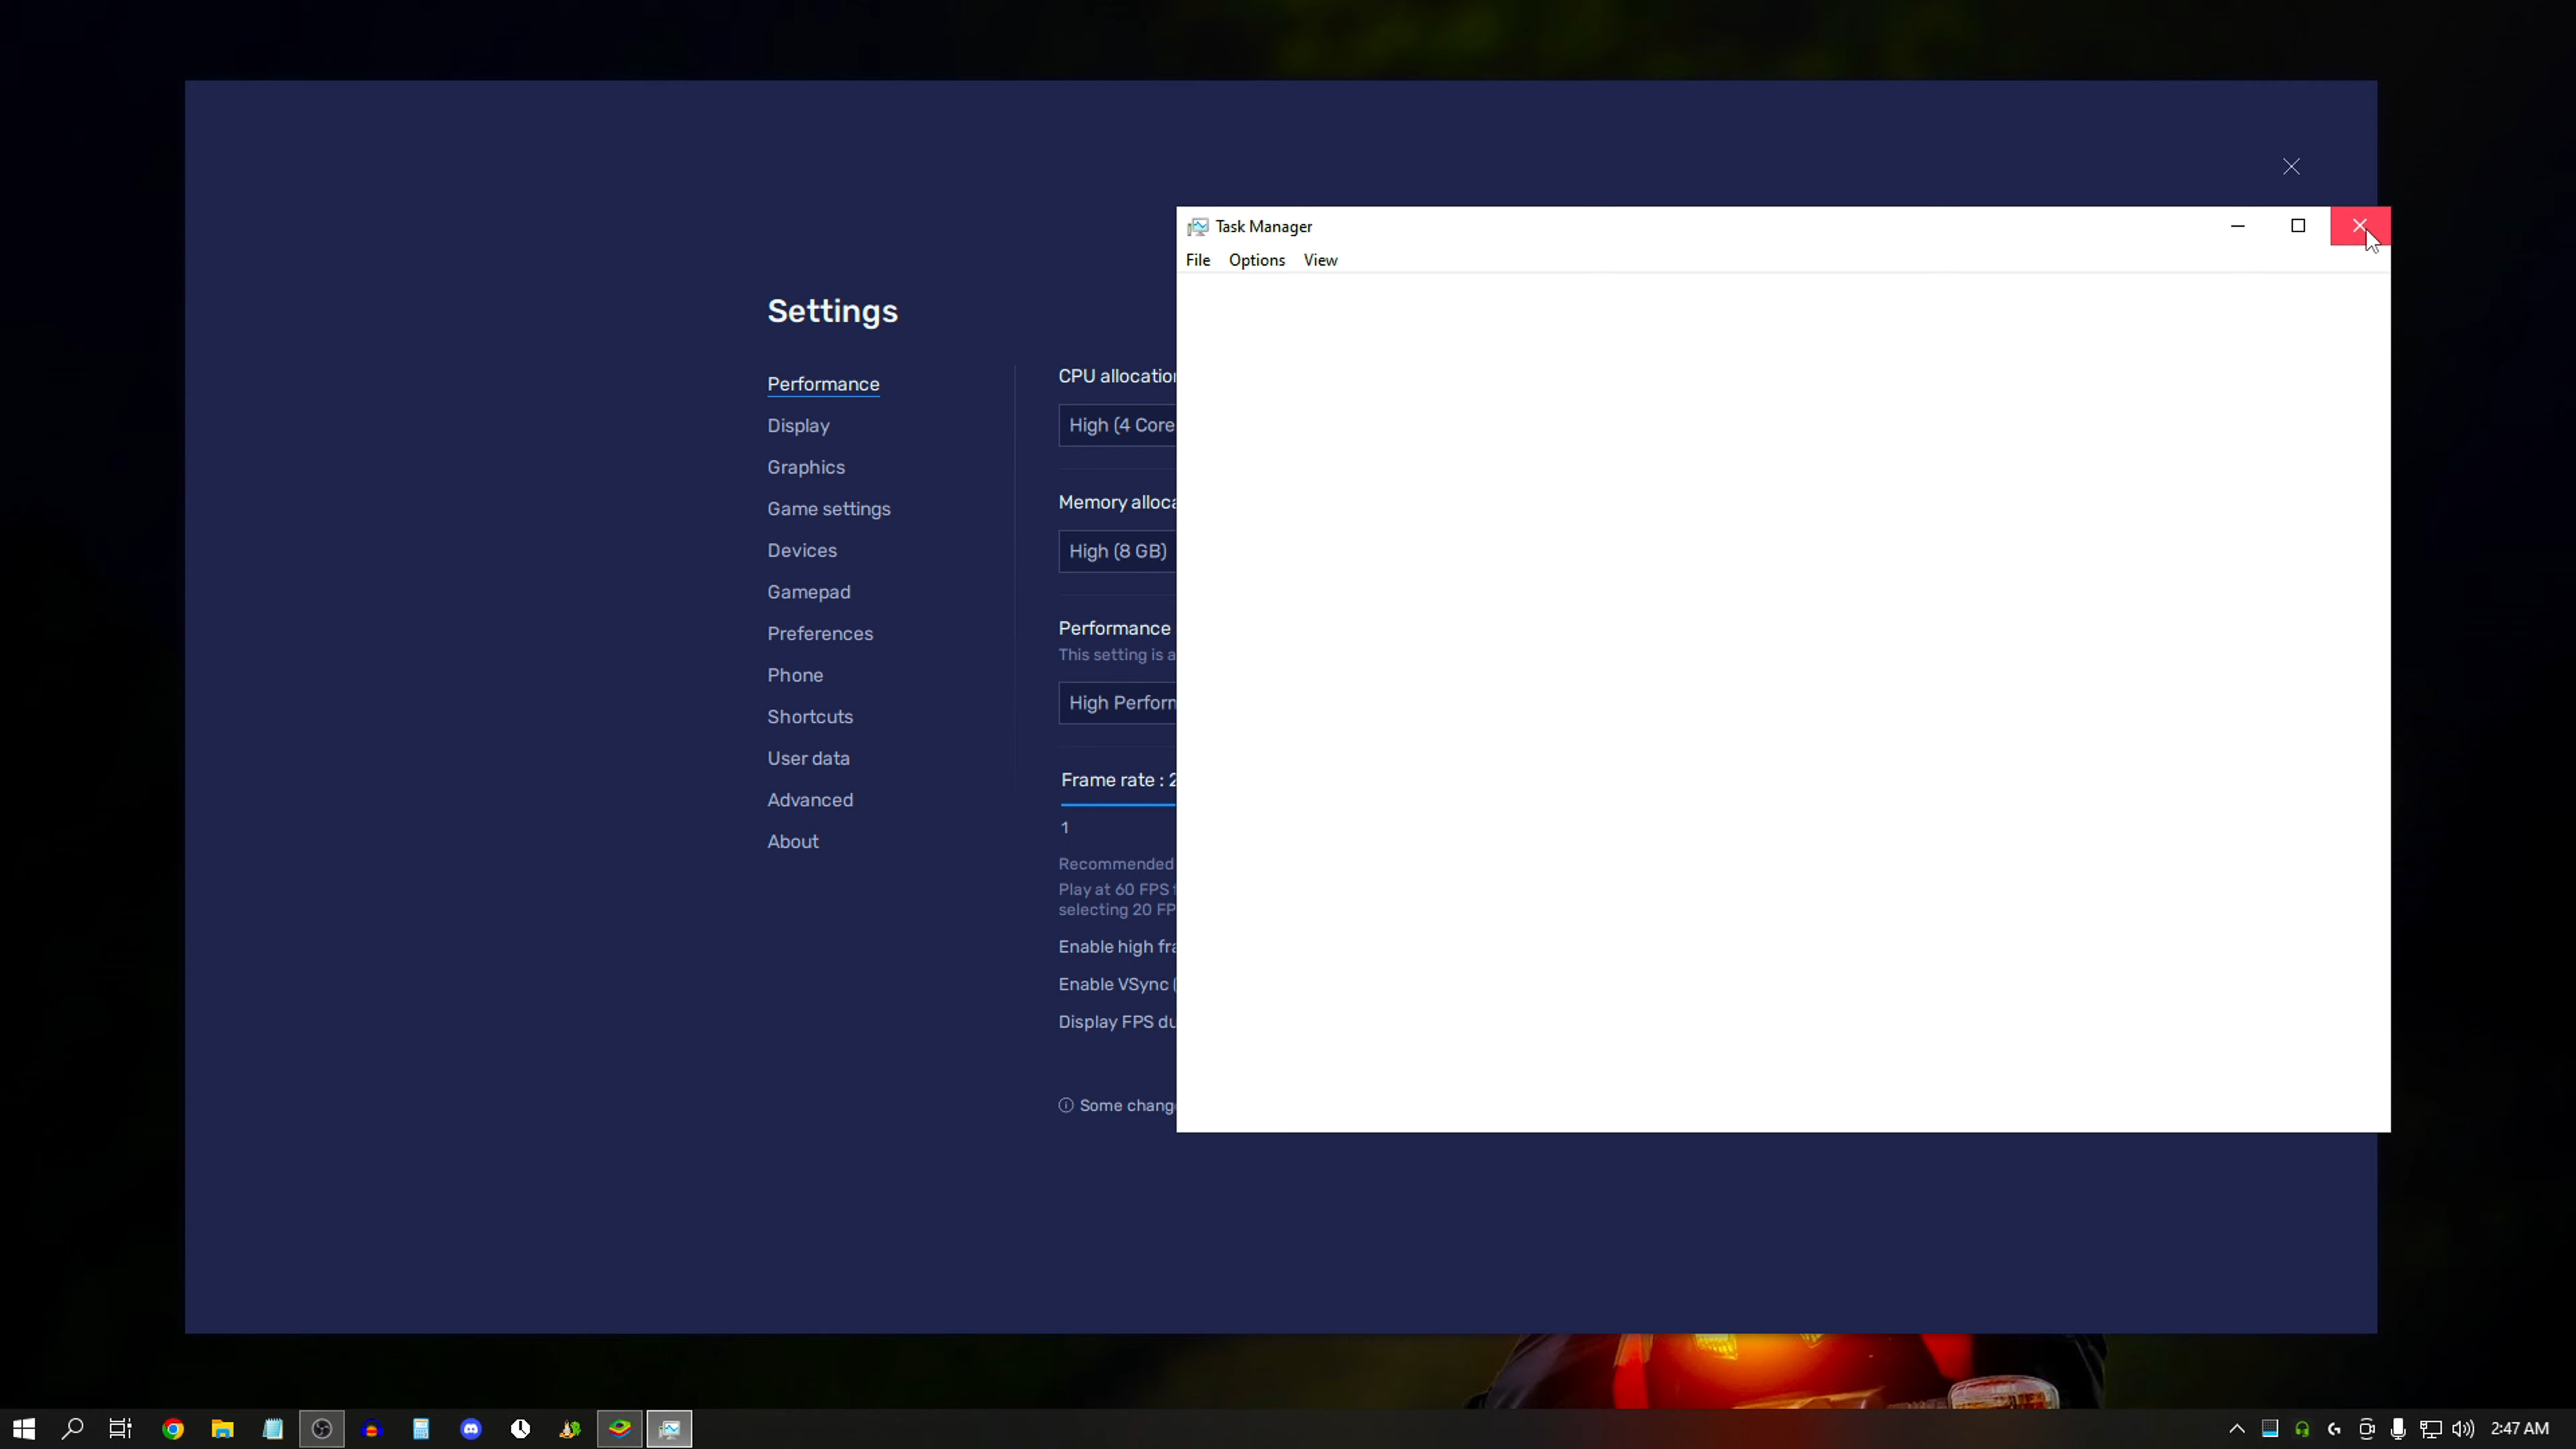 Task Manager
File Options View
Settings
Performance
Display
Graphics
Game settings
Devices
Gamepad
Preferences
Phone
Shortcuts
User data
Advanced
About
CPU allocation
High (4 Core
Memory alloca
High (8 GB)
Performance
This setting is a
High Perform
Frame rate : 2
1
Recommended
Play at 60 FPS f
selecting 20 FP
Enable high fra
Enable VSync (
Display FPS du
Some chang
2:47 AM